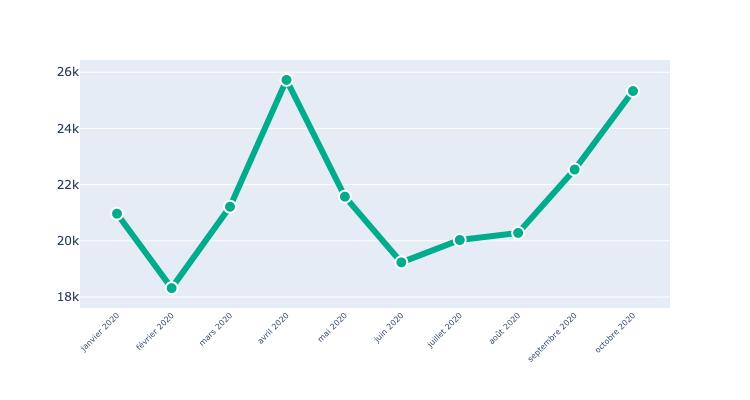 26k
24k
22k
20k
18k
janvier 2020
février 2020
mars 2020
avril 2020
mai 2020
juin 2020
juillet 2020
août 2020
septembre 2020
octobre 2020